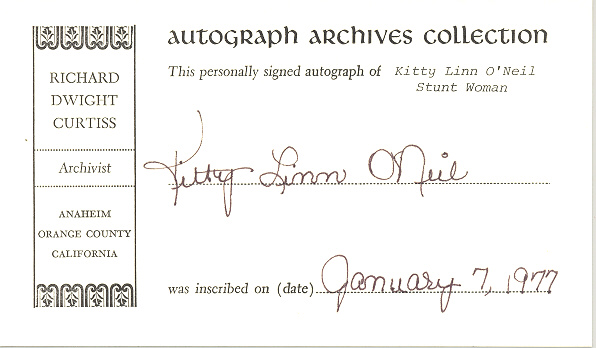 AUTOGRAPH ARCHIVES COLLECTION
This personally signed autograph of Kitty Linn O'Neil
Stunt Woman
RICHARD
DWIGHT
CURTISS
Archivist
ANAHEIM
ORANGE COUNTY
CALIFORNIA
Kitty Linn O'Neil
was inscribed on (date) January 7, 1977